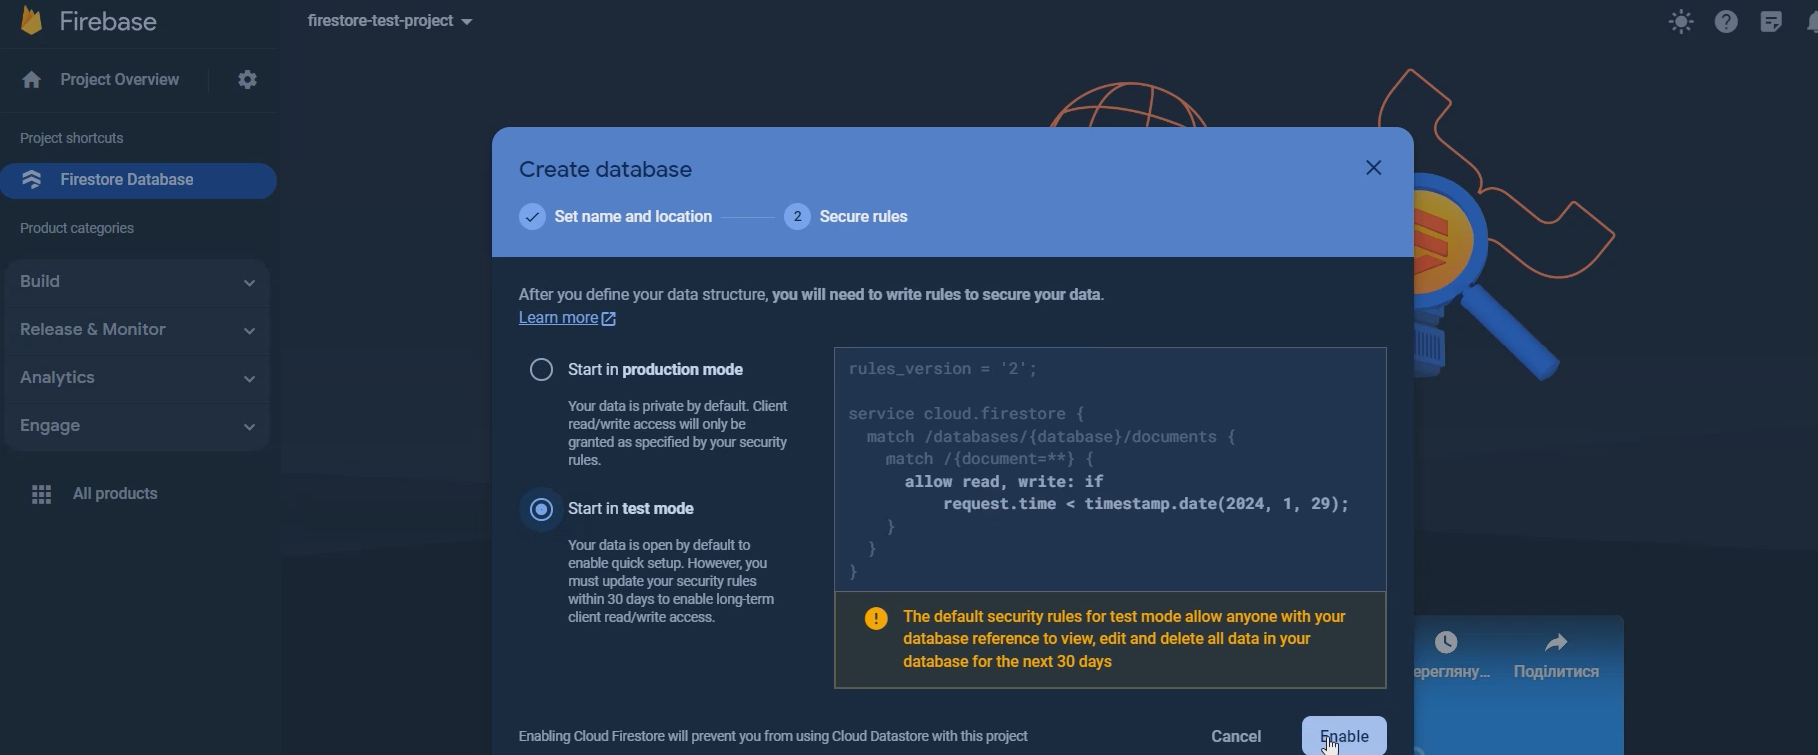 Firebase
firestore-test-project
Project Overview
Project shortcuts
Firestore Database
Product categories
Build
Release & Monitor
Analytics
Engage
All products
Create database
Set name and location
2 Secure rules
After you define your data structure, you will need to write rules to secure your data.
Learn more
Start in production mode
Your data is private by default. Client
read/write access will only be
granted as specified by your security
rules.
Start in test mode
Your data is open by default to
enable quick setup. However, you
must update your security rules
within 30 days to enable long-term
client read/write access.
rules_version = '2';
service cloud.firestore {
match /databases/{database}/documents {
match /{document=**} {
allow read, write: if
request.time < timestamp.date(2024, 1, 29);
}
}
}
! The default security rules for test mode allow anyone with your
database reference to view, edit and delete all data in your
database for the next 30 days
Enabling Cloud Firestore will prevent you from using Cloud Datastore with this project
Cancel
Enable
ерегляну...
Поділитися